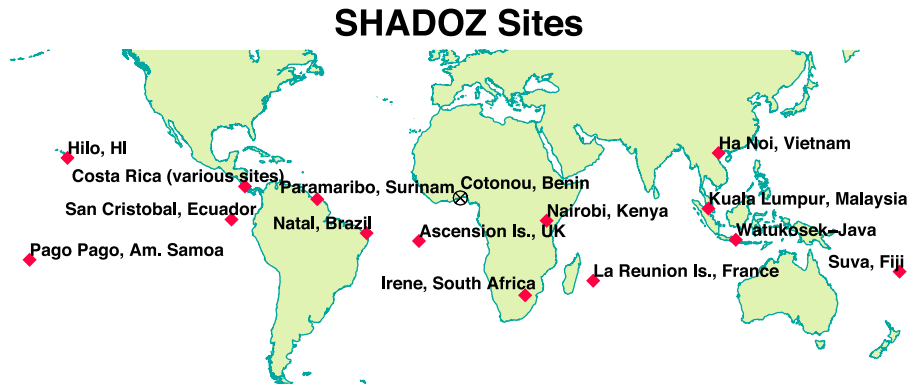 SHADOZ Sites
Hilo, HI
Ha Noi, Vietnam
Costa Rica (various sites)
Paramaribo, Surinam
Cotonou, Benin
Kuala Lumpur, Malaysia
San Cristobal, Ecuador
Nairobi, Kenya
Natal, Brazil
Ascension Is., UK
Watukosek-Java
Pago Pago, Am. Samoa
Suva, Fiji
La Reunion Is., France
Irene, South Africa